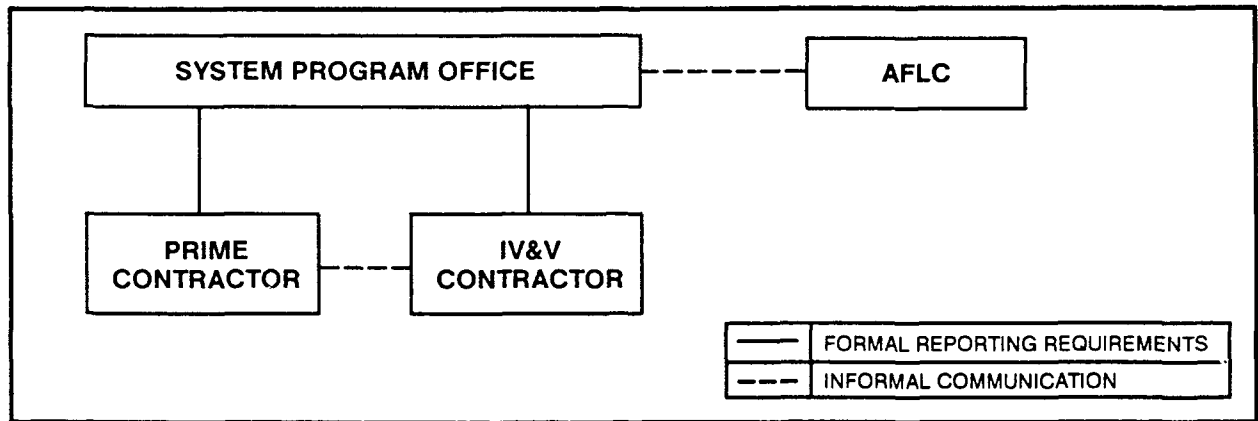 SYSTEM PROGRAM OFFICE
AFLC
PRIME
CONTRACTOR
IV&V
CONTRACTOR
FORMAL REPORTING REQUIREMENTS
INFORMAL COMMUNICATION